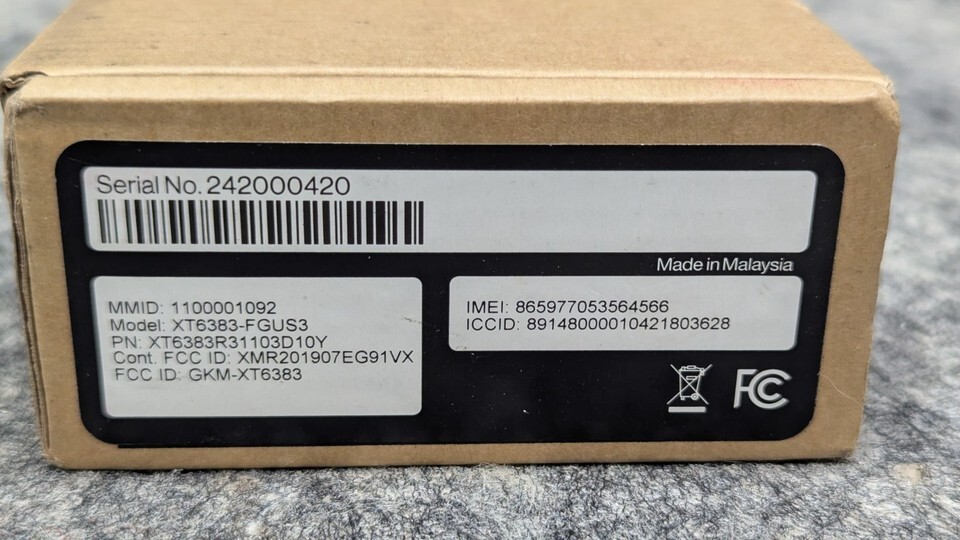 Serial No. 242000420
Made in Malaysia
MMID: 1100001092
Model: XT6383-FGUS3
PN: XT6383R31103D10Y
Cont. FCC ID: XMR201907EG91VX
FCC ID: GKM-XT6383
IMEI: 865977053564566
ICCID: 89148000010421803628
FCC